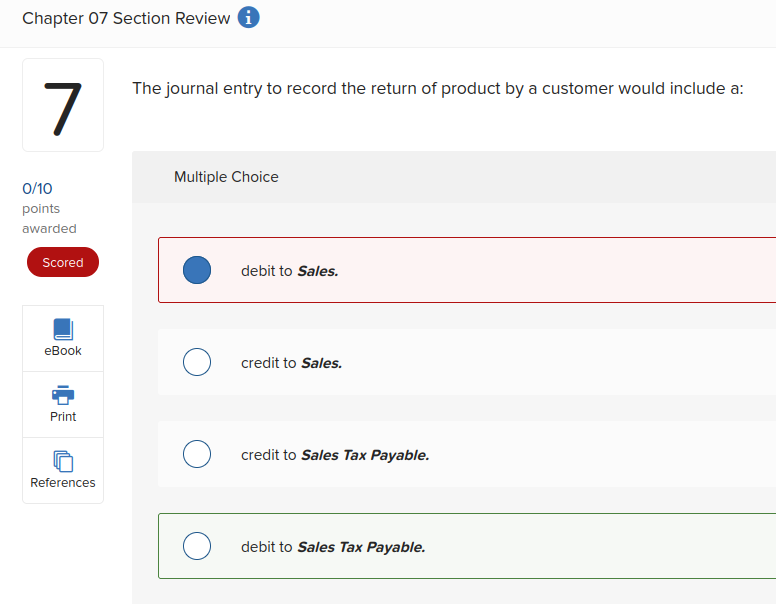 Chapter 07 Section Review i
7
The journal entry to record the return of product by a customer would include a:
0/10
points
awarded
Scored
eBook
Print
References
Multiple Choice
debit to Sales.
credit to Sales.
credit to Sales Tax Payable.
debit to Sales Tax Payable.